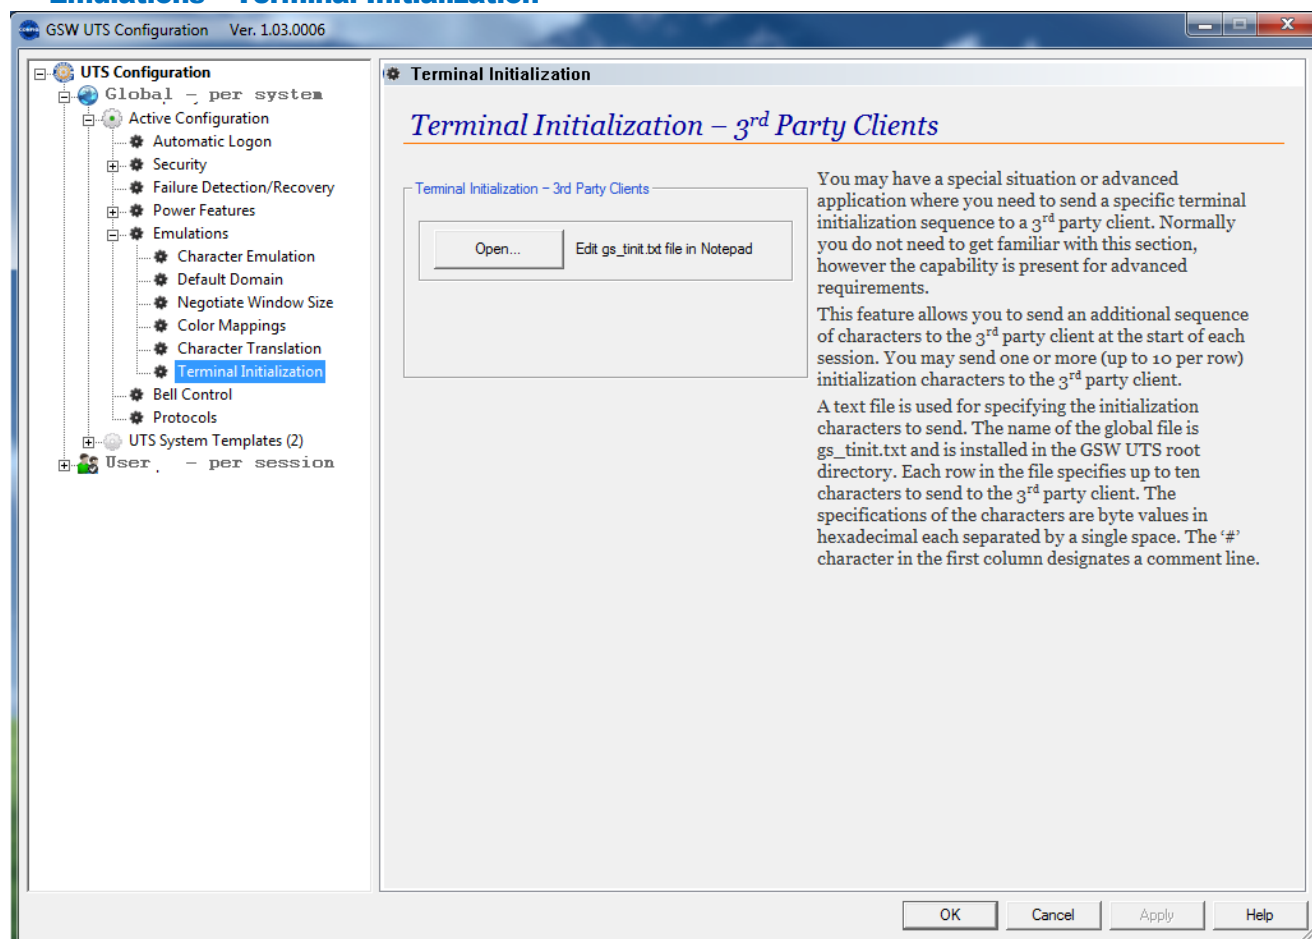 Emulations – Terminal Initialization
GSW UTS Configuration Ver. 1.03.0006
UTS Configuration
Global - per system
Active Configuration
Automatic Logon
Security
Failure Detection/Recovery
Power Features
Emulations
Character Emulation
Default Domain
Negotiate Window Size
Color Mappings
Character Translation
Terminal Initialization
Bell Control
Protocols
UTS System Templates (2)
User - per session
Terminal Initialization
Terminal Initialization – 3rd Party Clients
Terminal Initialization – 3rd Party Clients
Open...
Edit gs_tinit.txt file in Notepad
You may have a special situation or advanced
application where you need to send a specific terminal
initialization sequence to a 3rd party client. Normally
you do not need to get familiar with this section,
however the capability is present for advanced
requirements.
This feature allows you to send an additional sequence
of characters to the 3rd party client at the start of each
session. You may send one or more (up to 10 per row)
initialization characters to the 3rd party client.
A text file is used for specifying the initialization
characters to send. The name of the global file is
gs_tinit.txt and is installed in the GSW UTS root
directory. Each row in the file specifies up to ten
characters to send to the 3rd party client. The
specifications of the characters are byte values in
hexadecimal each separated by a single space. The ‘#’
character in the first column designates a comment line.
OK
Cancel
Apply
Help